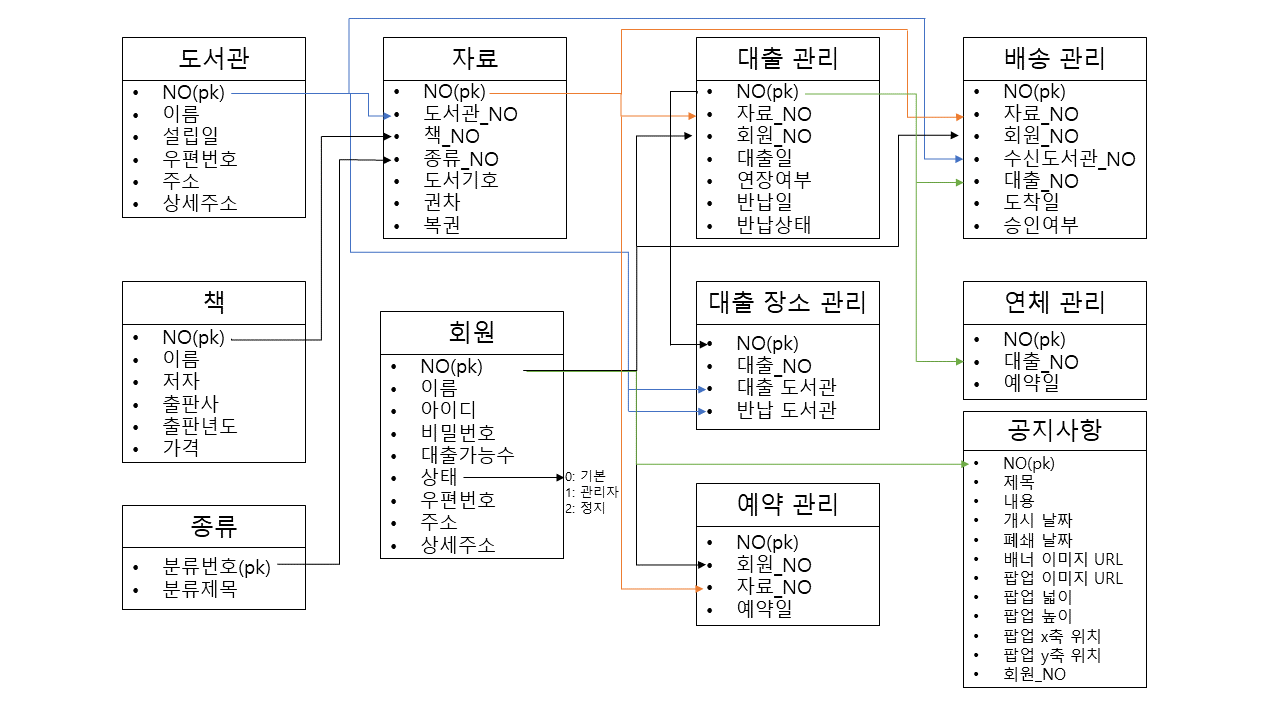 도서관
NO(pk)
이름
설립일
우편번호
주소
상세주소
자료
NO(pk)
도서관_NO
책_NO
종류_NO
도서기호
권차
복권
대출 관리
NO(pk)
자료_NO
회원_NO
대출일
연장여부
반납일
반납상태
배송 관리
NO(pk)
자료_NO
회원_NO
수신도서관_NO
대출_NO
도착일
승인여부
책
NO(pk)
이름
저자
출판사
출판년도
가격
회원
NO(pk)
이름
아이디
비밀번호
대출가능수
상태
우편번호
주소
상세주소
0: 기본
1: 관리자
2: 정지
대출 장소 관리
NO(pk)
대출_NO
대출 도서관
반납 도서관
연체 관리
NO(pk)
대출_NO
예약일
종류
분류번호(pk)
분류제목
예약 관리
NO(pk)
회원_NO
자료_NO
예약일
공지사항
NO(pk)
제목
내용
개시 날짜
폐쇄 날짜
배너 이미지 URL
팝업 이미지 URL
팝업 넓이
팝업 높이
팝업 x축 위치
팝업 y축 위치
회원_NO